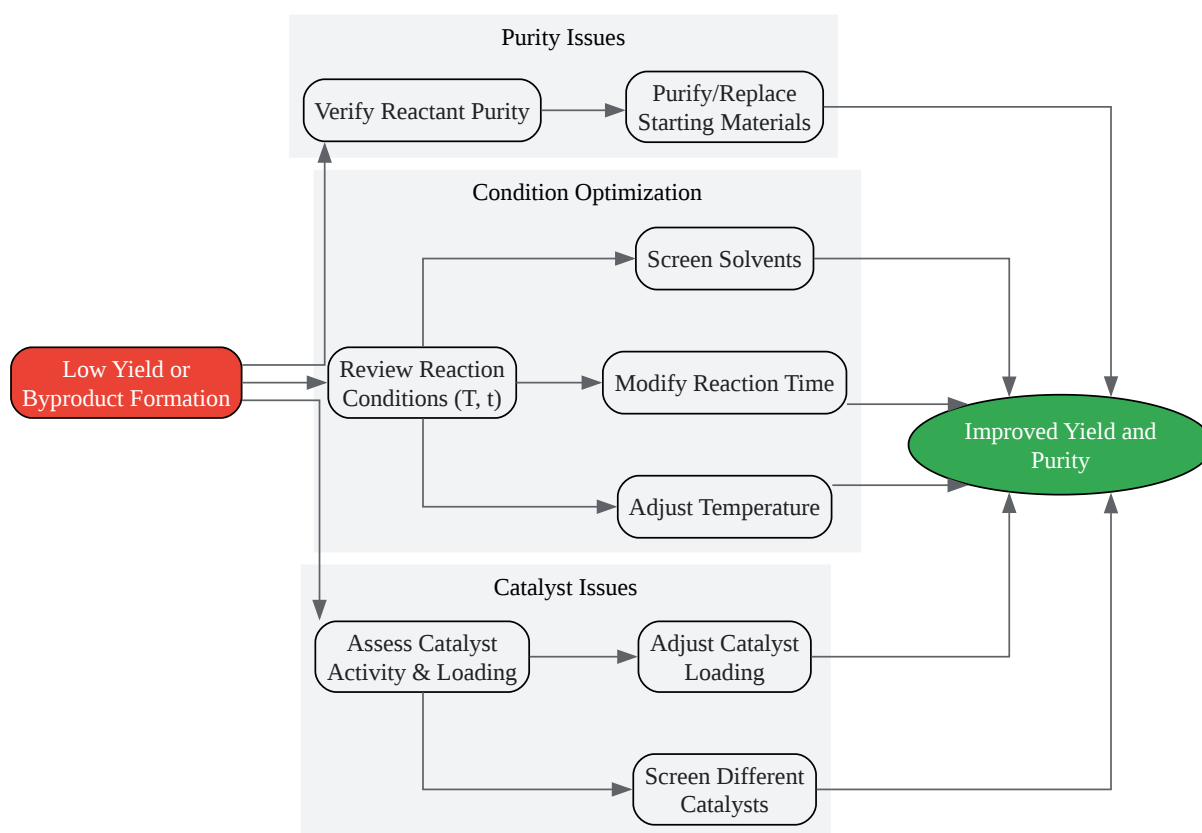 Purity Issues
Verify Reactant Purity
Purify/Replace
Starting Materials
Condition Optimization
Screen Solvents
Low Yield or
Byproduct Formation
Review Reaction
Conditions (T, t)
Modify Reaction Time
Improved Yield and
Purity
Adjust Temperature
Catalyst Issues
Assess Catalyst
Activity & Loading
Adjust Catalyst
Loading
Screen Different
Catalysts